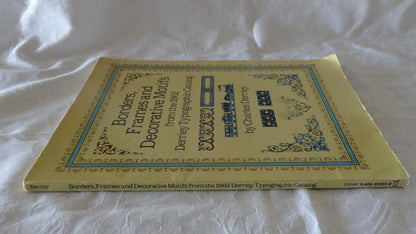 Borders,
Frames and
Decorative Motifs
from the 1862
Derriey Typographic Catalog
by Charles Derriey
Derriey
Borders, Frames and Decorative Motifs from the 1862 Derriey Typographic Catalog
Dover